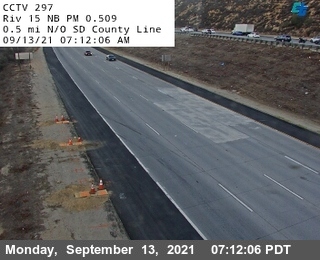 CCTV 297
Riv 15 NB PM 0.509
0.5 mi N/O SD County Line
09/13/21 07:12:06 AM
Monday, September 13, 2021 07:12:06 PDT